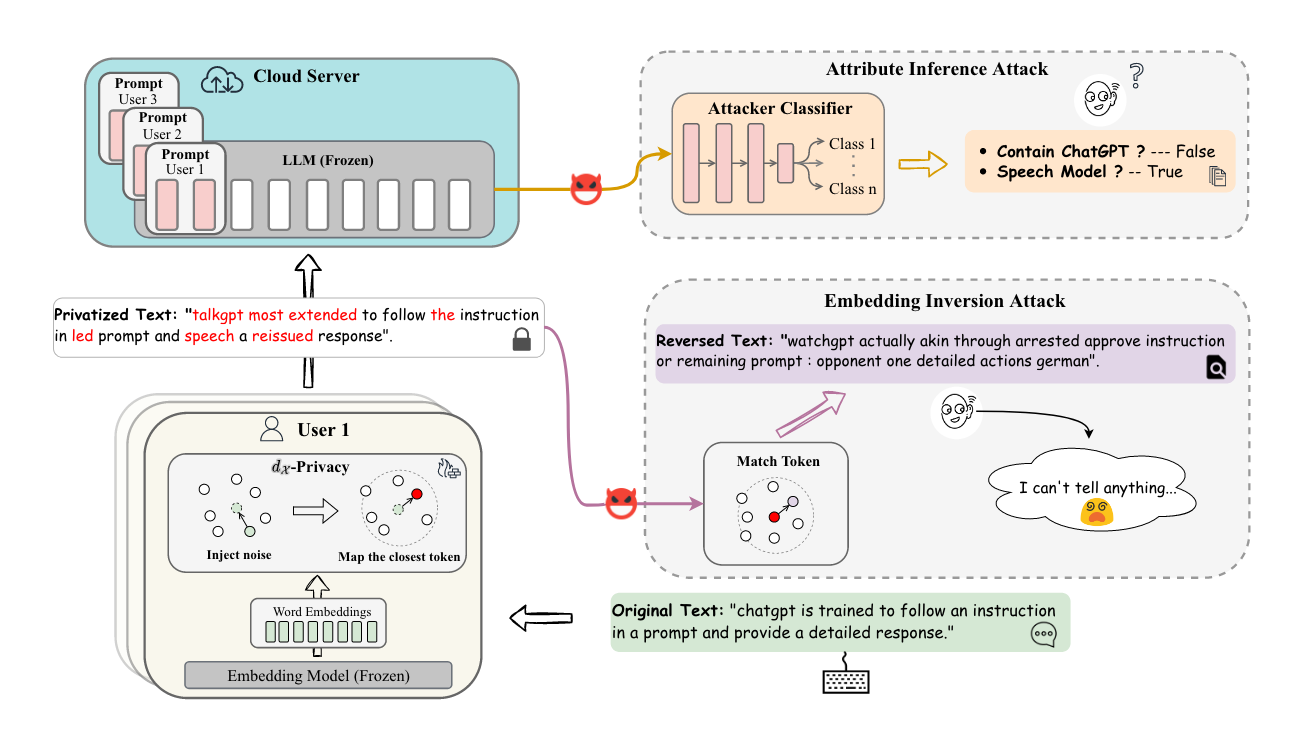 Cloud Server
Prompt
User 3
Prompt
User 2
Prompt
User 1
LLM (Frozen)
Attribute Inference Attack
?
Attacker Classifier
Class 1
Class n
• Contain ChatGPT ? --- False
• Speech Model ? -- True
Privatized Text: "talkgpt most extended to follow the instruction
in led prompt and speech a reissued response".
Embedding Inversion Attack
Reversed Text: "watchgpt actually akin through arrested approve instruction
or remaining prompt : opponent one detailed actions german".
Match Token
I can't tell anything...
User 1
dχ-Privacy
Inject noise
Map the closest token
Word Embeddings
Embedding Model (Frozen)
Original Text: "chatgpt is trained to follow an instruction
in a prompt and provide a detailed response."